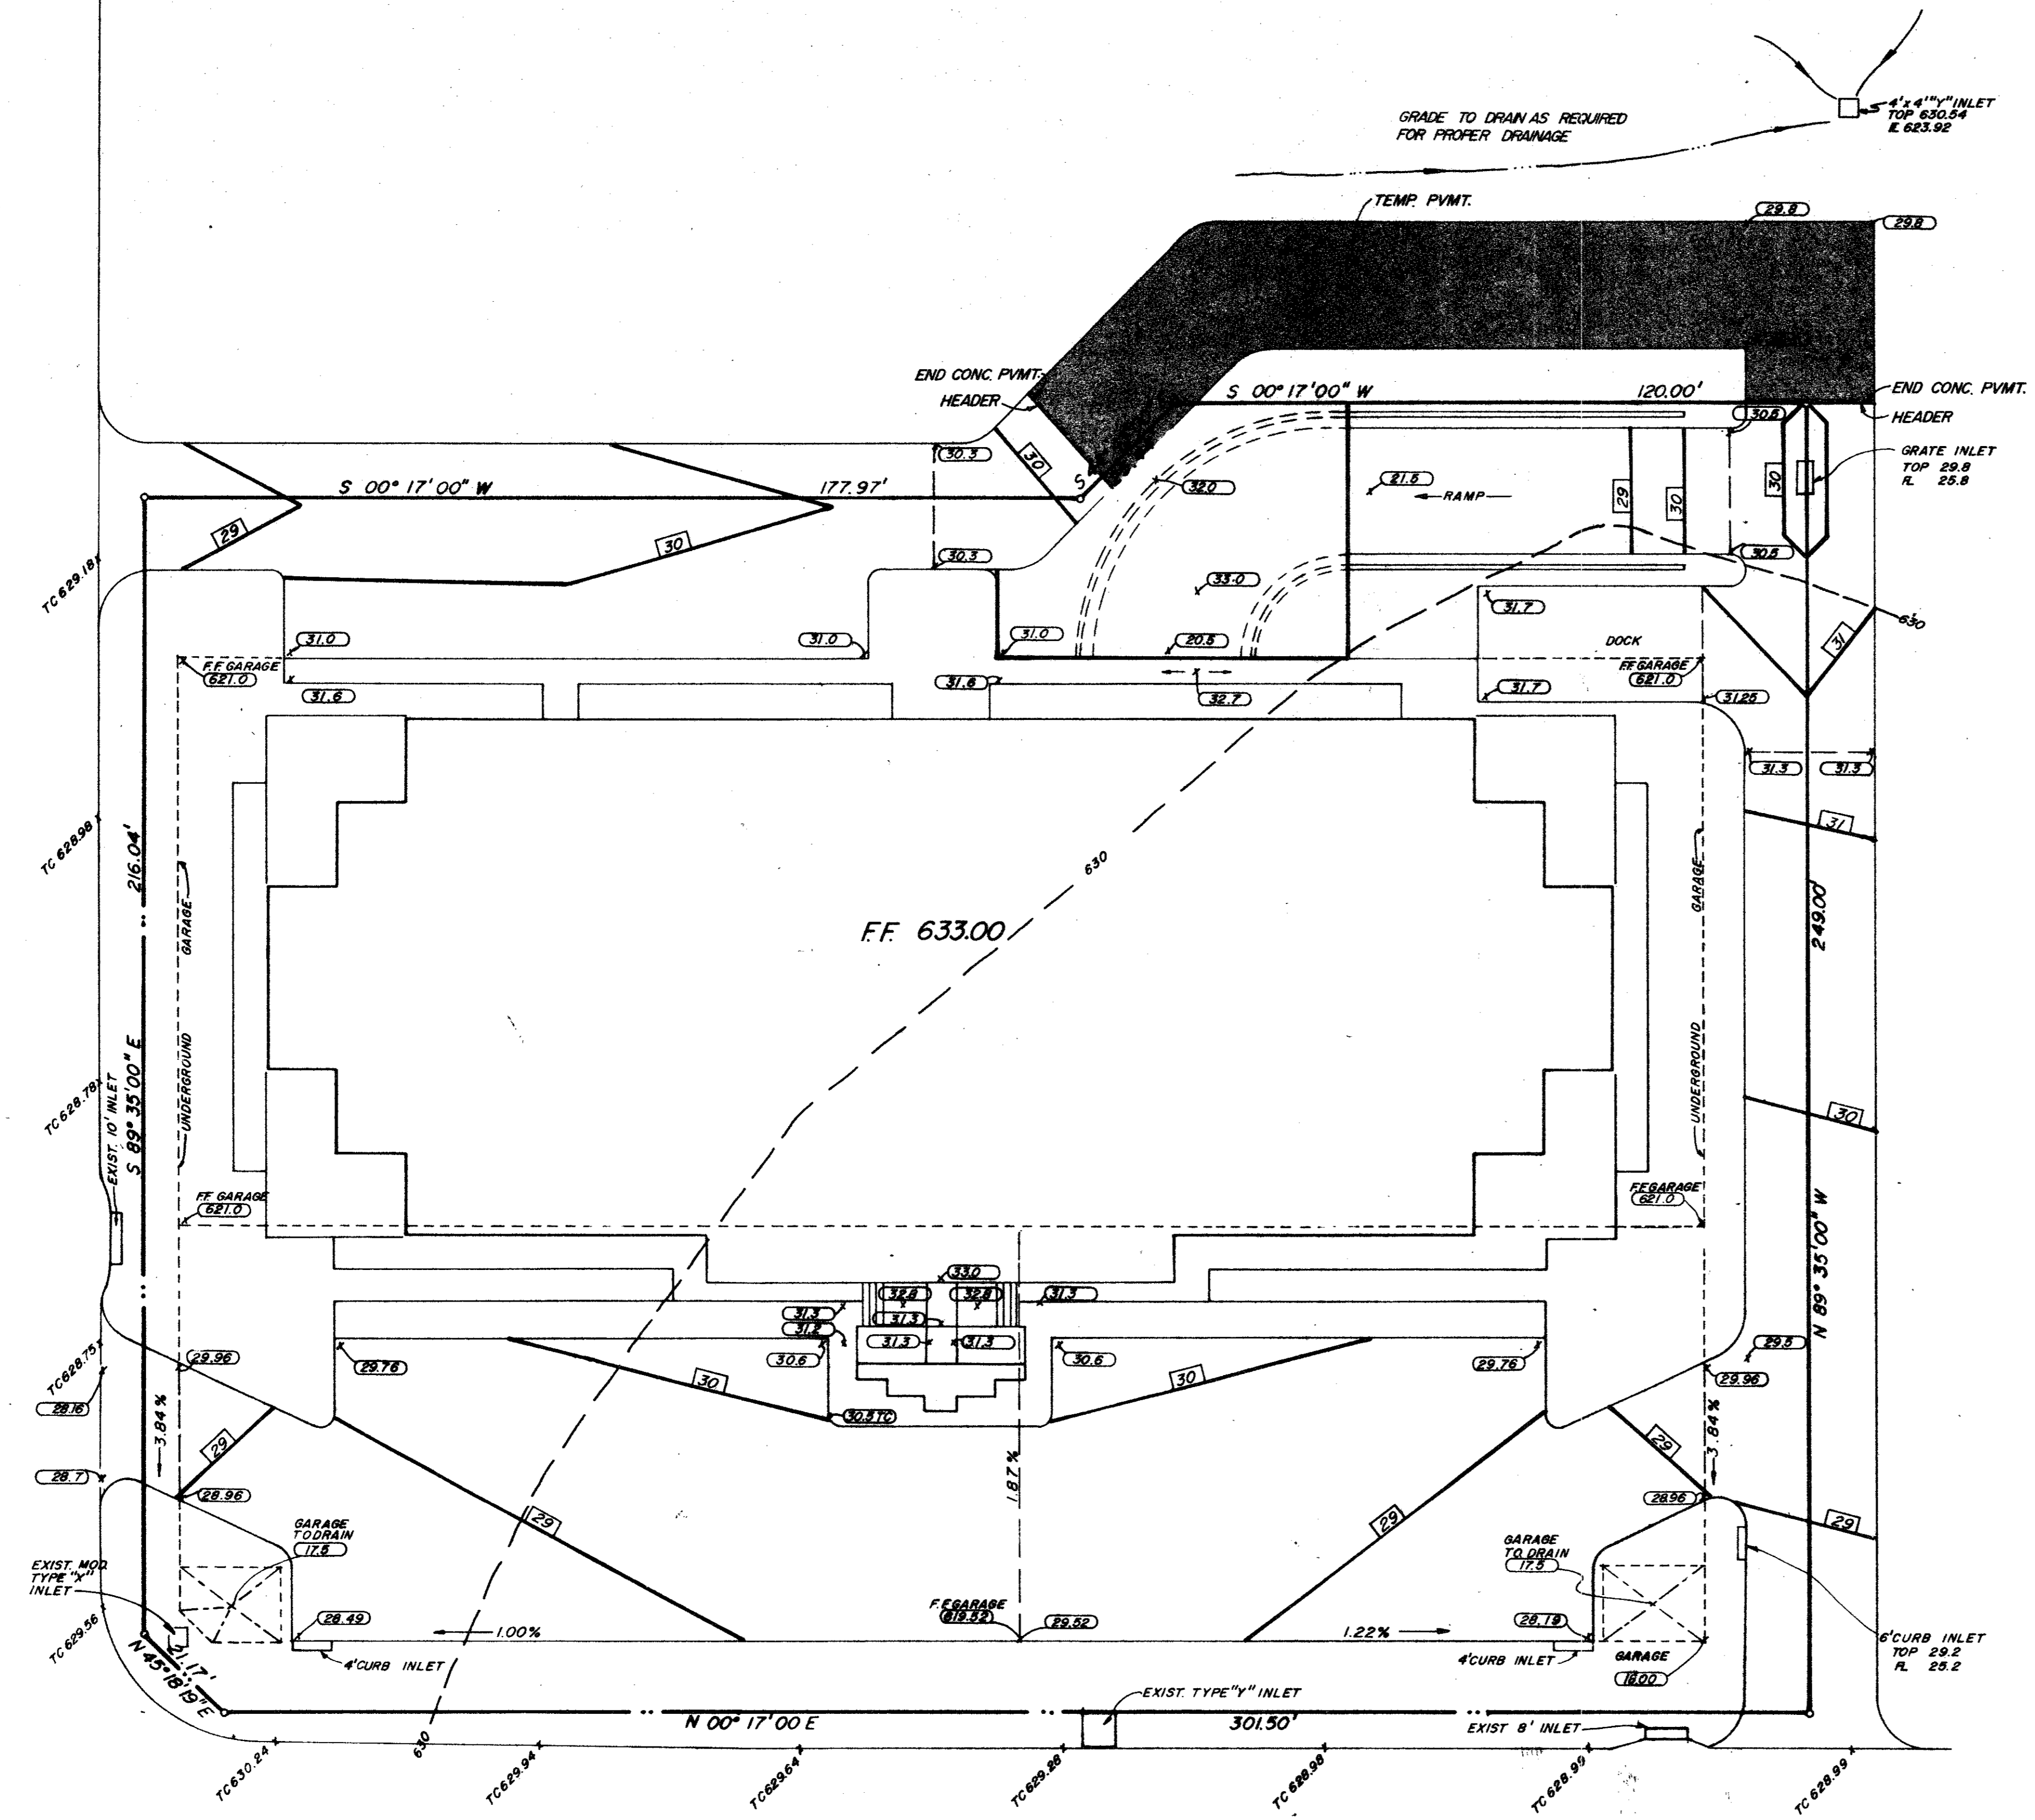 4'x 4' "Y" INLET
TOP 630.54
IE 623.92
GRADE TO DRAIN AS REQUIRED
FOR PROPER DRAINAGE
TEMP. PVMT.
29.8
29.8
END CONC. PVMT.
HEADER
S 00° 17' 00" W
120.00'
END CONC. PVMT.
HEADER
30.5
GRATE INLET
TOP 29.8
FL 25.8
30.3
30
S
S 00° 17' 00" W
177.97'
32.0
21.5
RAMP
29
30
30
29
30
TC 629.18
30.3
30.5
33.0
31.7
630
31.0
31.0
31.0
20.5
DOCK
31
F.F. GARAGE
621.0
F.F. GARAGE
621.0
31.6
31.6
32.7
31.7
31.25
31.3
31.3
TC 628.98
216.04'
31
GARAGE
GARAGE
630
F.F. 633.00
249.00'
TC 628.78
S 89° 35' 00" E
EXIST. 10' INLET
UNDERGROUND
UNDERGROUND
30
F.F. GARAGE
621.0
F.F. GARAGE
621.0
N 89° 35' 00" W
33.0
32.8
32.8
31.3
31.3
31.3
31.2
31.3
31.3
TC 628.75
29.96
29.76
30.6
30.6
29.76
29.5
29.96
28.16
30
30
30.5 TC
3.84%
3.84%
29
29
28.7
28.96
1.87%
28.96
29
29
29
GARAGE
TO DRAIN
17.5
GARAGE
TO DRAIN
17.5
EXIST. MOD.
TYPE "X"
INLET
TC 629.56
28.49
F.F. GARAGE
619.52
29.52
28.19
1.00%
1.22%
4' CURB INLET
4' CURB INLET
GARAGE
18.00
6' CURB INLET
TOP 29.2
FL 25.2
21.17'
N 45° 18' 19" E
N 00° 17' 00 E
EXIST. TYPE "Y" INLET
301.50'
EXIST 8' INLET
TC 630.24
630
TC 629.94
TC 629.64
TC 629.28
TC 628.98
TC 628.99
TC 628.99